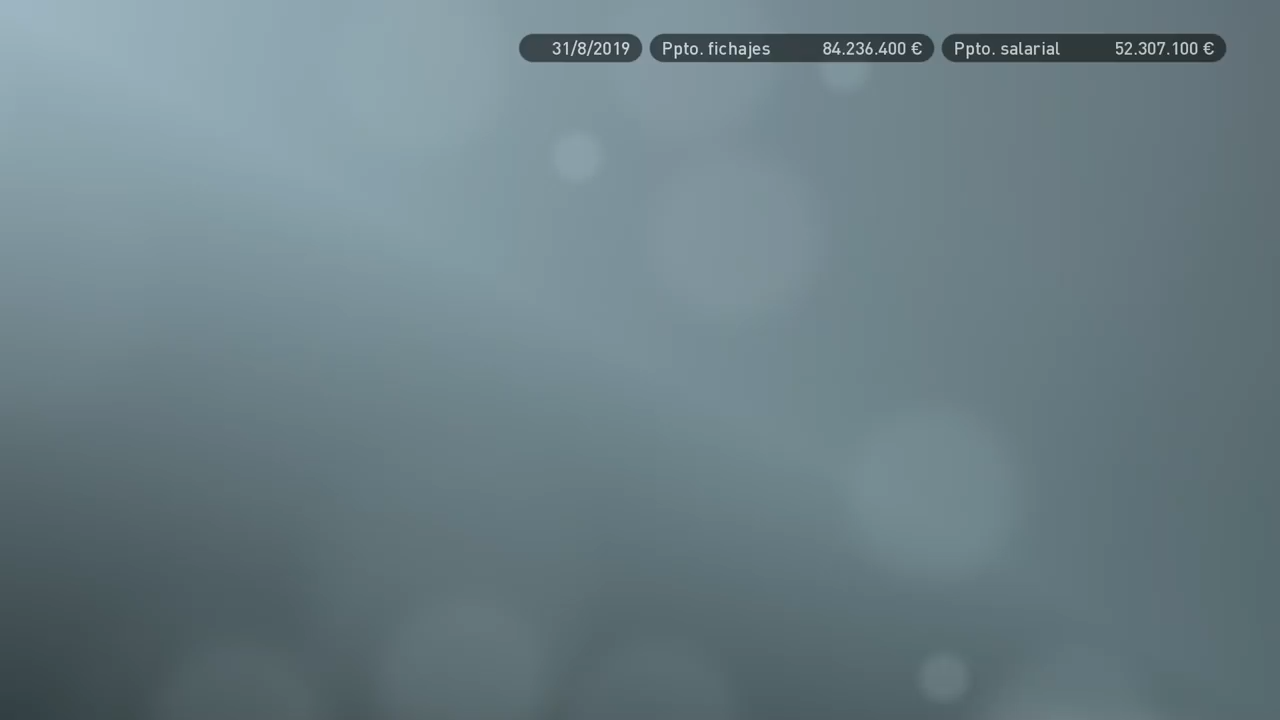 31/8/2019 Ppto. fichajes 84.236.400 € Ppto. salarial 52.307.100 €